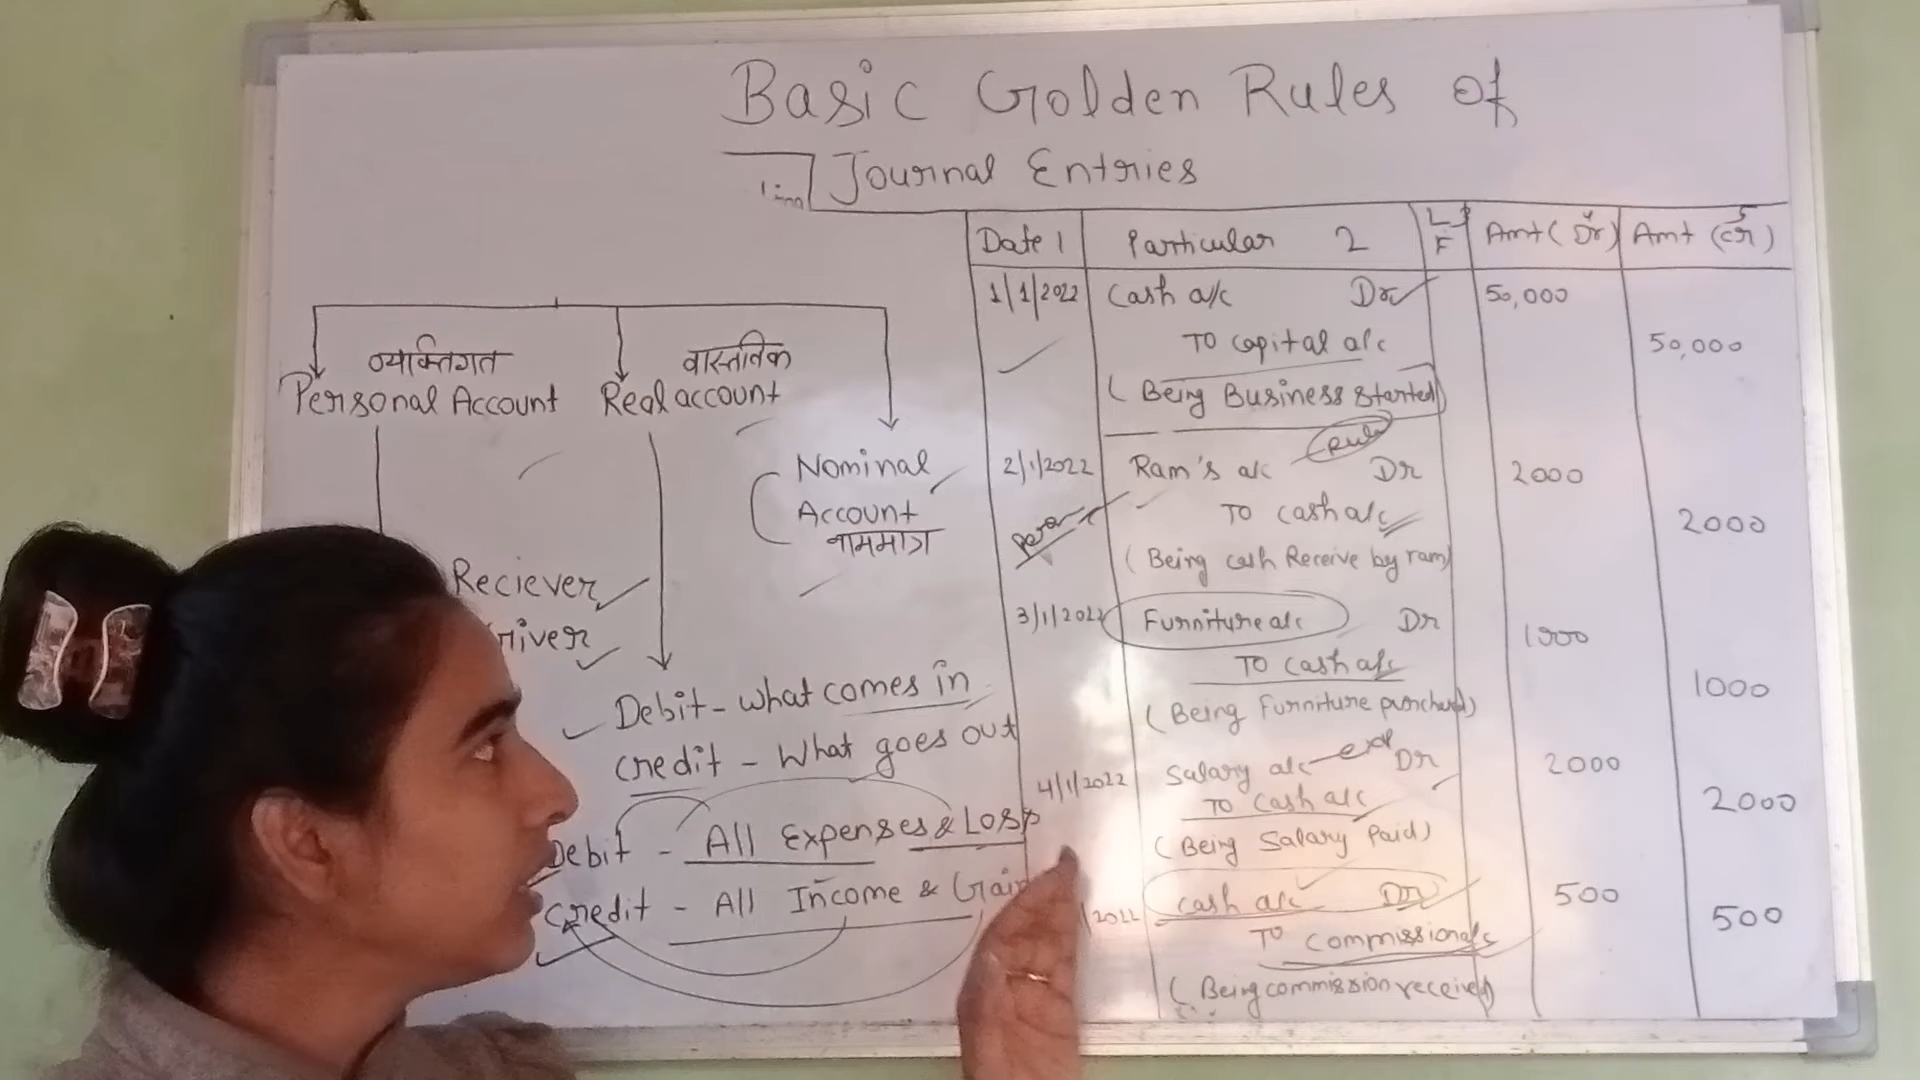 Basic Golden Rules of
Journal Entries
व्यक्तिगत
Personal Account
वास्तविक
Real account
Nominal
Account
नाममात्र
Reciever
Giver
Debit - What comes in
credit - What goes out
Debit - All Expenses & Loss
Credit - All Income & Gain
Date 1 Particular 2 L F 3 Amt (Dr) 4 Amt (cr) 5
1/1/2022 Cash a/c Dr 50,000
To capital a/c 50,000
(Being Business Started)
Rule
2/1/2022 Ram's a/c Dr 2000
To cash a/c 2000
(Being cash Receive by ram)
3/1/2022 Furniture a/c Dr 1000
To cash a/c 1000
(Being Furniture purchased)
4/1/2022 Salary a/c exp Dr 2000
To cash a/c 2000
(Being Salary Paid)
/2022 cash a/c Dr 500
To commission a/c 500
(Being commission received)